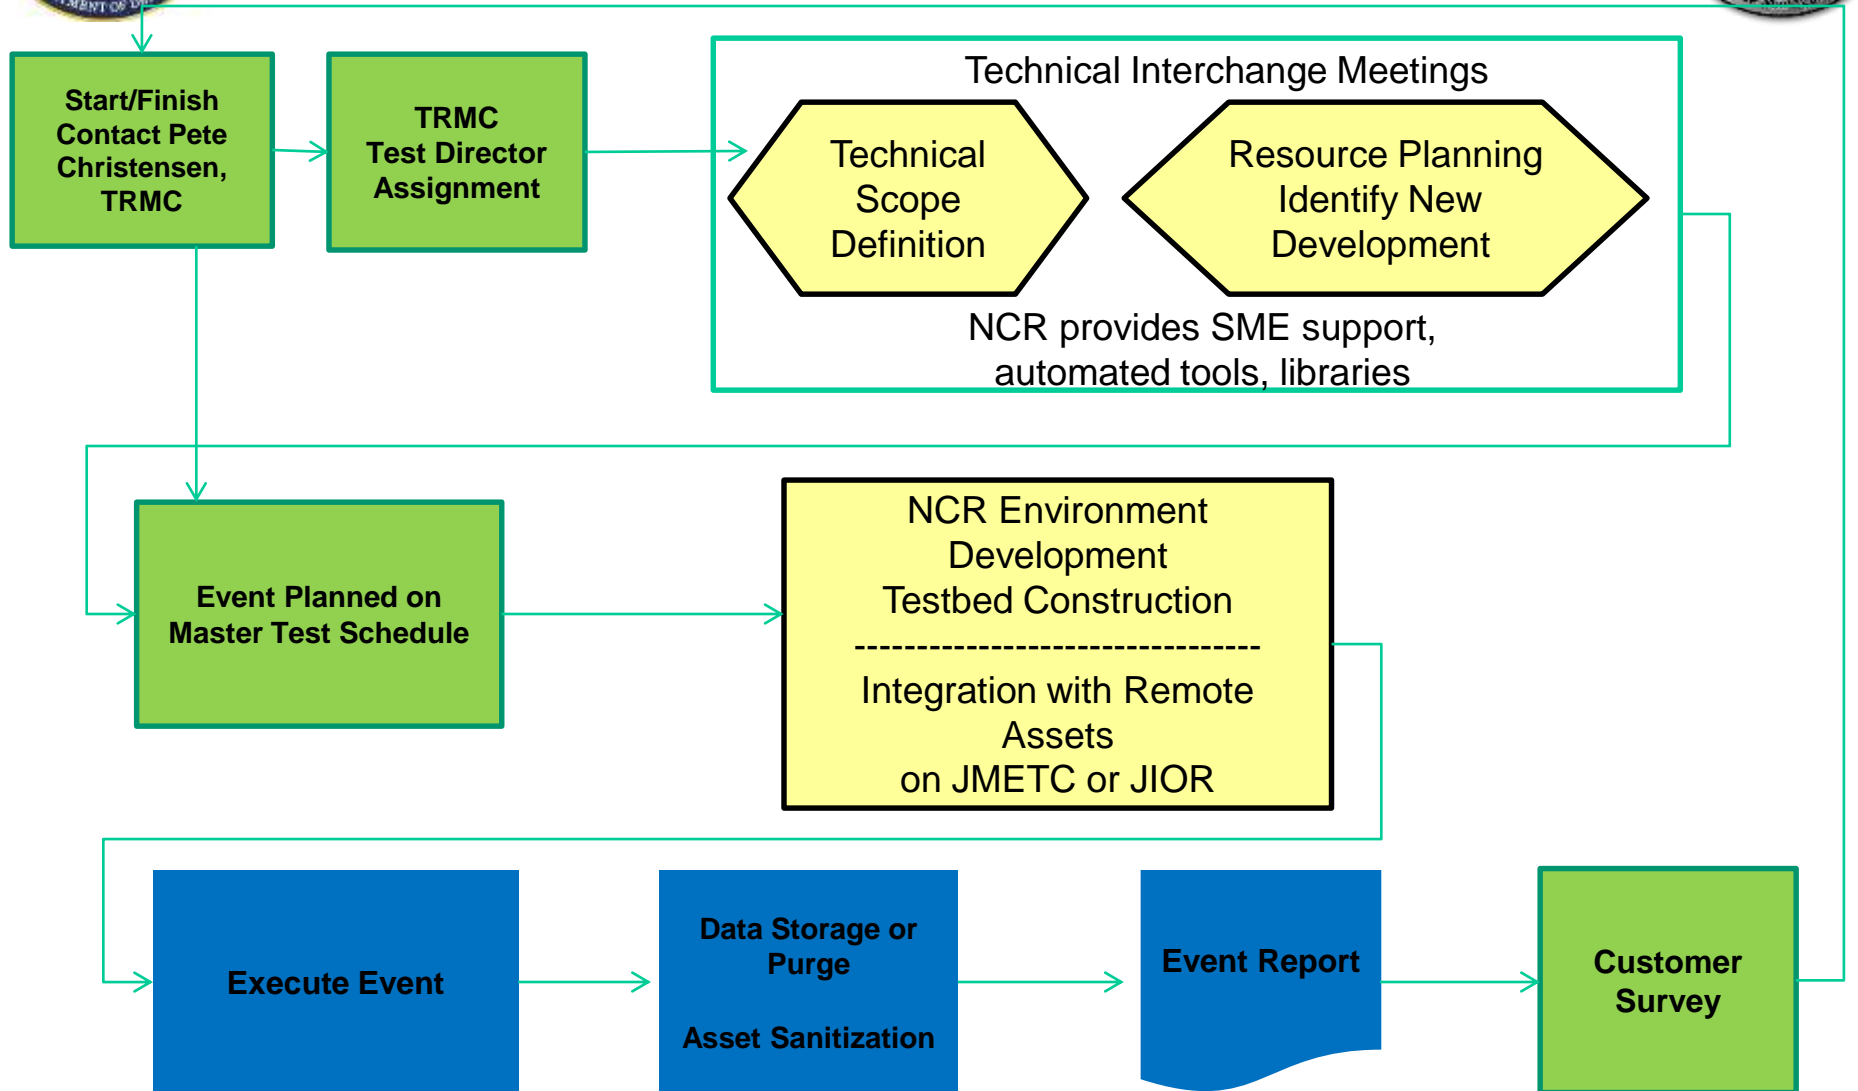 MENT OF D
Start/Finish
Contact Pete
Christensen,
TRMC
TRMC
Test Director
Assignment
Technical Interchange Meetings
Technical
Scope
Definition
Resource Planning
Identify New
Development
NCR provides SME support,
automated tools, libraries
Event Planned on
Master Test Schedule
NCR Environment
Development
Testbed Construction
---------------------------------
Integration with Remote
Assets
on JMETC or JIOR
Execute Event
Data Storage or
Purge
Asset Sanitization
Event Report
Customer
Survey